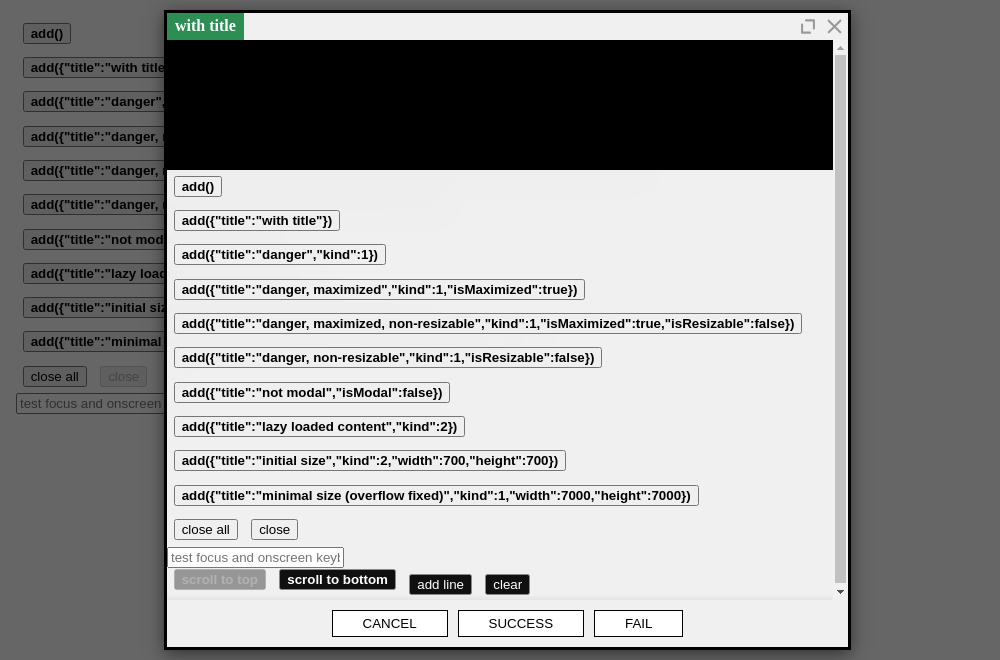 with title
add()
add({"title":"with title
add({"title":"danger",
add({"title":"danger,
add({"title":"danger,
add({"title":"danger,
add({"title":"not mod
add({"title":"lazy load
add({"title":"initial siz
add({"title":"minimal
close all close
test focus and onscreen
add()
add({"title":"with title"})
add({"title":"danger","kind":1})
add({"title":"danger, maximized","kind":1,"isMaximized":true})
add({"title":"danger, maximized, non-resizable","kind":1,"isMaximized":true,"isResizable":false})
add({"title":"danger, non-resizable","kind":1,"isResizable":false})
add({"title":"not modal","isModal":false})
add({"title":"lazy loaded content","kind":2})
add({"title":"initial size","kind":2,"width":700,"height":700})
add({"title":"minimal size (overflow fixed)","kind":1,"width":7000,"height":7000})
close all close
test focus and onscreen key
scroll to top scroll to bottom add line clear
CANCEL SUCCESS FAIL